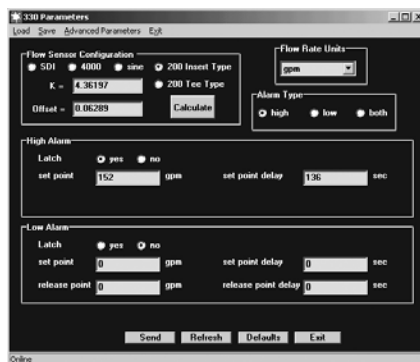 330 Parameters
Load Save Advanced Parameters Exit
Flow Sensor Configuration
SDI 4000 sine 200 Insert Type
K = 4.36197
200 Tee Type
Offset = 0.06289
Calculate
Flow Rate Units
gpm
Alarm Type
high low both
High Alarm
Latch yes no
set point 152 gpm set point delay 136 sec
Low Alarm
Latch yes no
set point 0 gpm set point delay 0 sec
release point 0 gpm release point delay 0 sec
Send Refresh Defaults Exit
Online